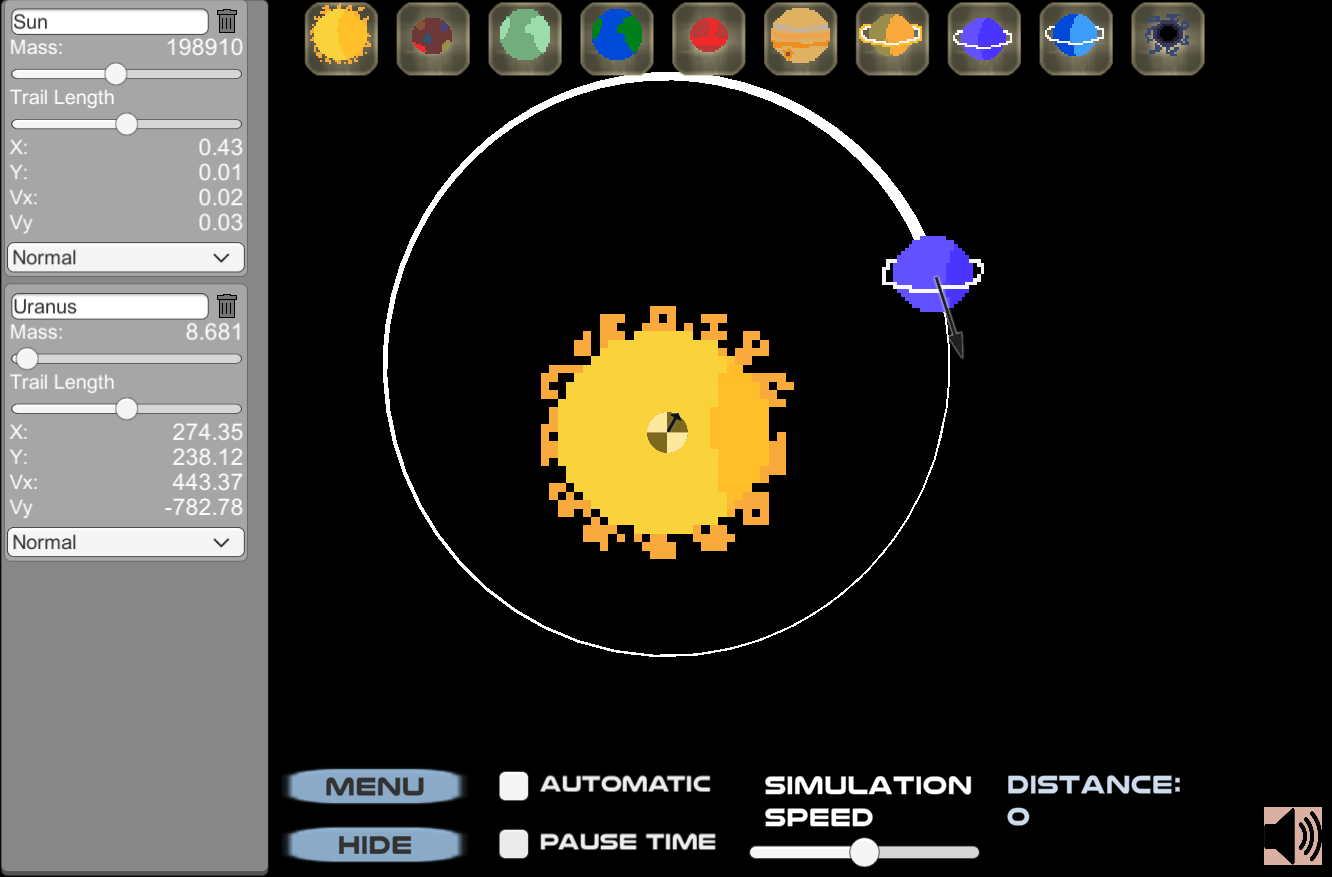 Sun
Mass: 198910
Trail Length
X: 0.43
Y: 0.01
Vx: 0.02
Vy 0.03
Normal
Uranus
Mass: 8.681
Trail Length
X: 274.35
Y: 238.12
Vx: 443.37
Vy -782.78
Normal
MENU
HIDE
AUTOMATIC
PAUSE TIME
SIMULATION
SPEED
DISTANCE:
0